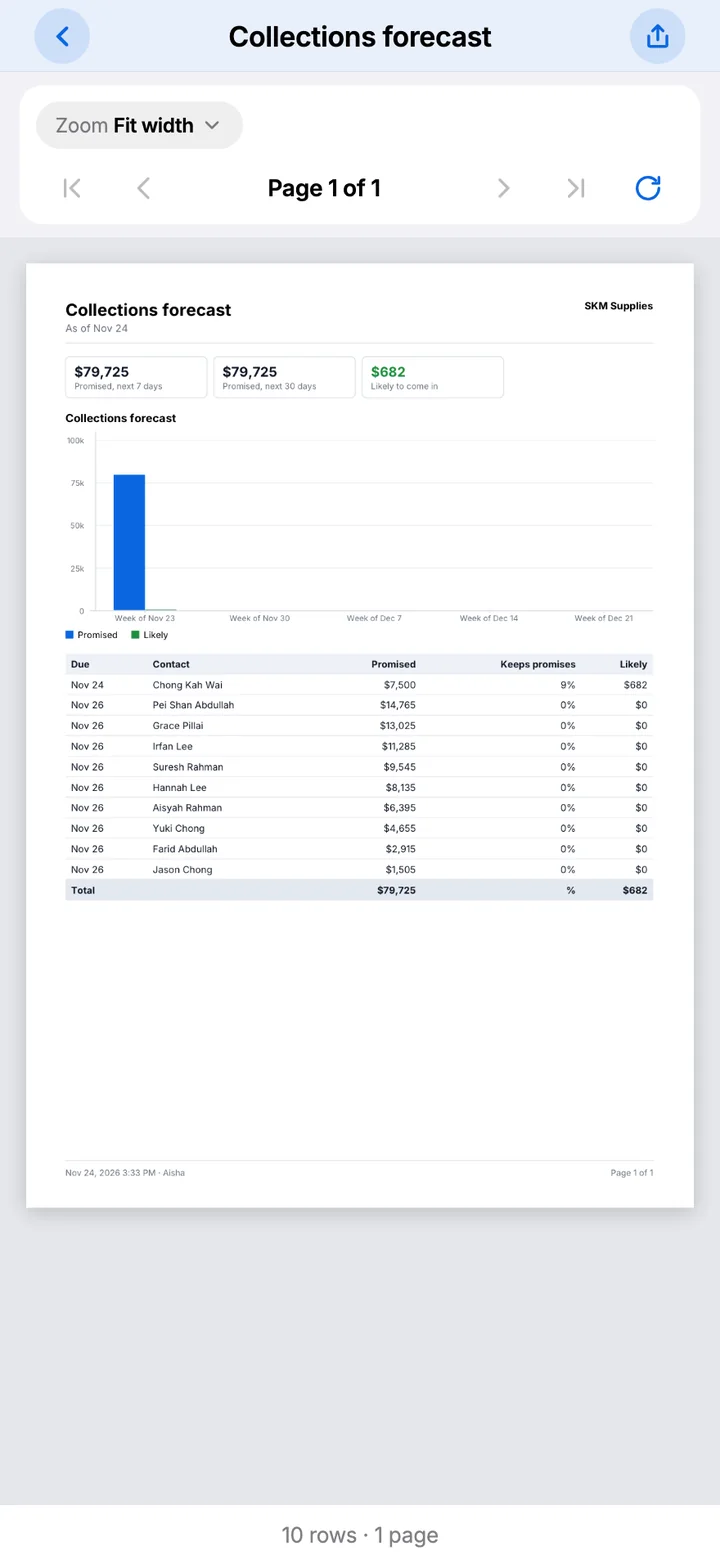 Collections forecast
Zoom Fit width
Page 1 of 1
Collections forecast
SKM Supplies
As of Nov 24
$79,725 $79,725 $682
Promised, next 7 days Promised, next 30 days Likely to come in
Collections forecast
100k
75k
50k
25k
0
Week of Nov 23 Week of Nov 30 Week of Dec 7 Week of Dec 14 Week of Dec 21
Promised Likely
Due Contact Promised Keeps promises Likely
Nov 24 Chong Kah Wai $7,500 9% $682
Nov 26 Pei Shan Abdullah $14,765 0% $0
Nov 26 Grace Pillai $13,025 0% $0
Nov 26 Irfan Lee $11,285 0% $0
Nov 26 Suresh Rahman $9,545 0% $0
Nov 26 Hannah Lee $8,135 0% $0
Nov 26 Aisyah Rahman $6,395 0% $0
Nov 26 Yuki Chong $4,655 0% $0
Nov 26 Farid Abdullah $2,915 0% $0
Nov 26 Jason Chong $1,505 0% $0
Total $79,725 % $682
Nov 24, 2026 3:33 PM · Aisha Page 1 of 1
10 rows · 1 page